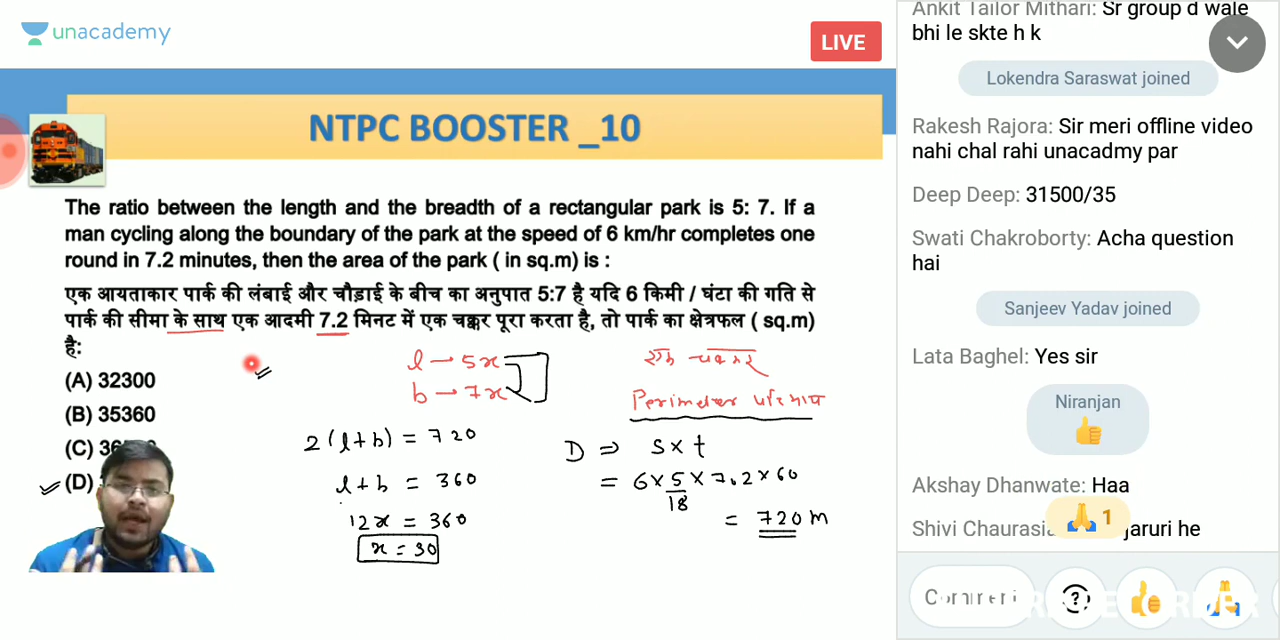 unacademy
LIVE
NTPC BOOSTER _10
The ratio between the length and the breadth of a rectangular park is 5: 7. If a
man cycling along the boundary of the park at the speed of 6 km/hr completes one
round in 7.2 minutes, then the area of the park ( in sq.m) is :
एक आयताकार पार्क की लंबाई और चौड़ाई के बीच का अनुपात 5:7 है यदि 6 किमी / घंटा की गति से
पार्क की सीमा के साथ एक आदमी 7.2 मिनट में एक चक्कर पूरा करता है, तो पार्क का क्षेत्रफल ( sq.m)
है:
(A) 32300
(B) 35360
(C)
(D)
l → 5x
b → 7x
2(l+b) = 720
l+b = 360
12x = 360
x = 30
एक चक्कर
Perimeter परिमाप
D ⇒ s×t
= 6×5/18×7.2×60
= 720m
Ankit Tailor Mithari: Sr group d wale
bhi le skte h k
Lokendra Saraswat joined
Rakesh Rajora: Sir meri offline video
nahi chal rahi unacadmy par
Deep Deep: 31500/35
Swati Chakroborty: Acha question
hai
Sanjeev Yadav joined
Lata Baghel: Yes sir
Niranjan
Akshay Dhanwate: Haa
1
Shivi Chaurasia jaruri he
Comment